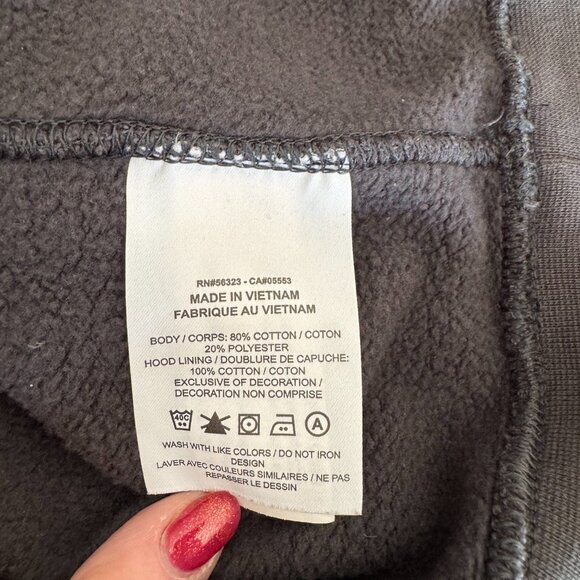 RN#56323 - CA#05553
MADE IN VIETNAM
FABRIQUE AU VIETNAM
BODY / CORPS: 80% COTTON / COTON
20% POLYESTER
HOOD LINING / DOUBLURE DE CAPUCHE:
100% COTTON / COTON
EXCLUSIVE OF DECORATION /
DECORATION NON COMPRISE
40C
A
WASH WITH LIKE COLORS / DO NOT IRON
DESIGN
LAVER AVEC COULEURS SIMILAIRES / NE PAS
REPASSER LE DESSIN